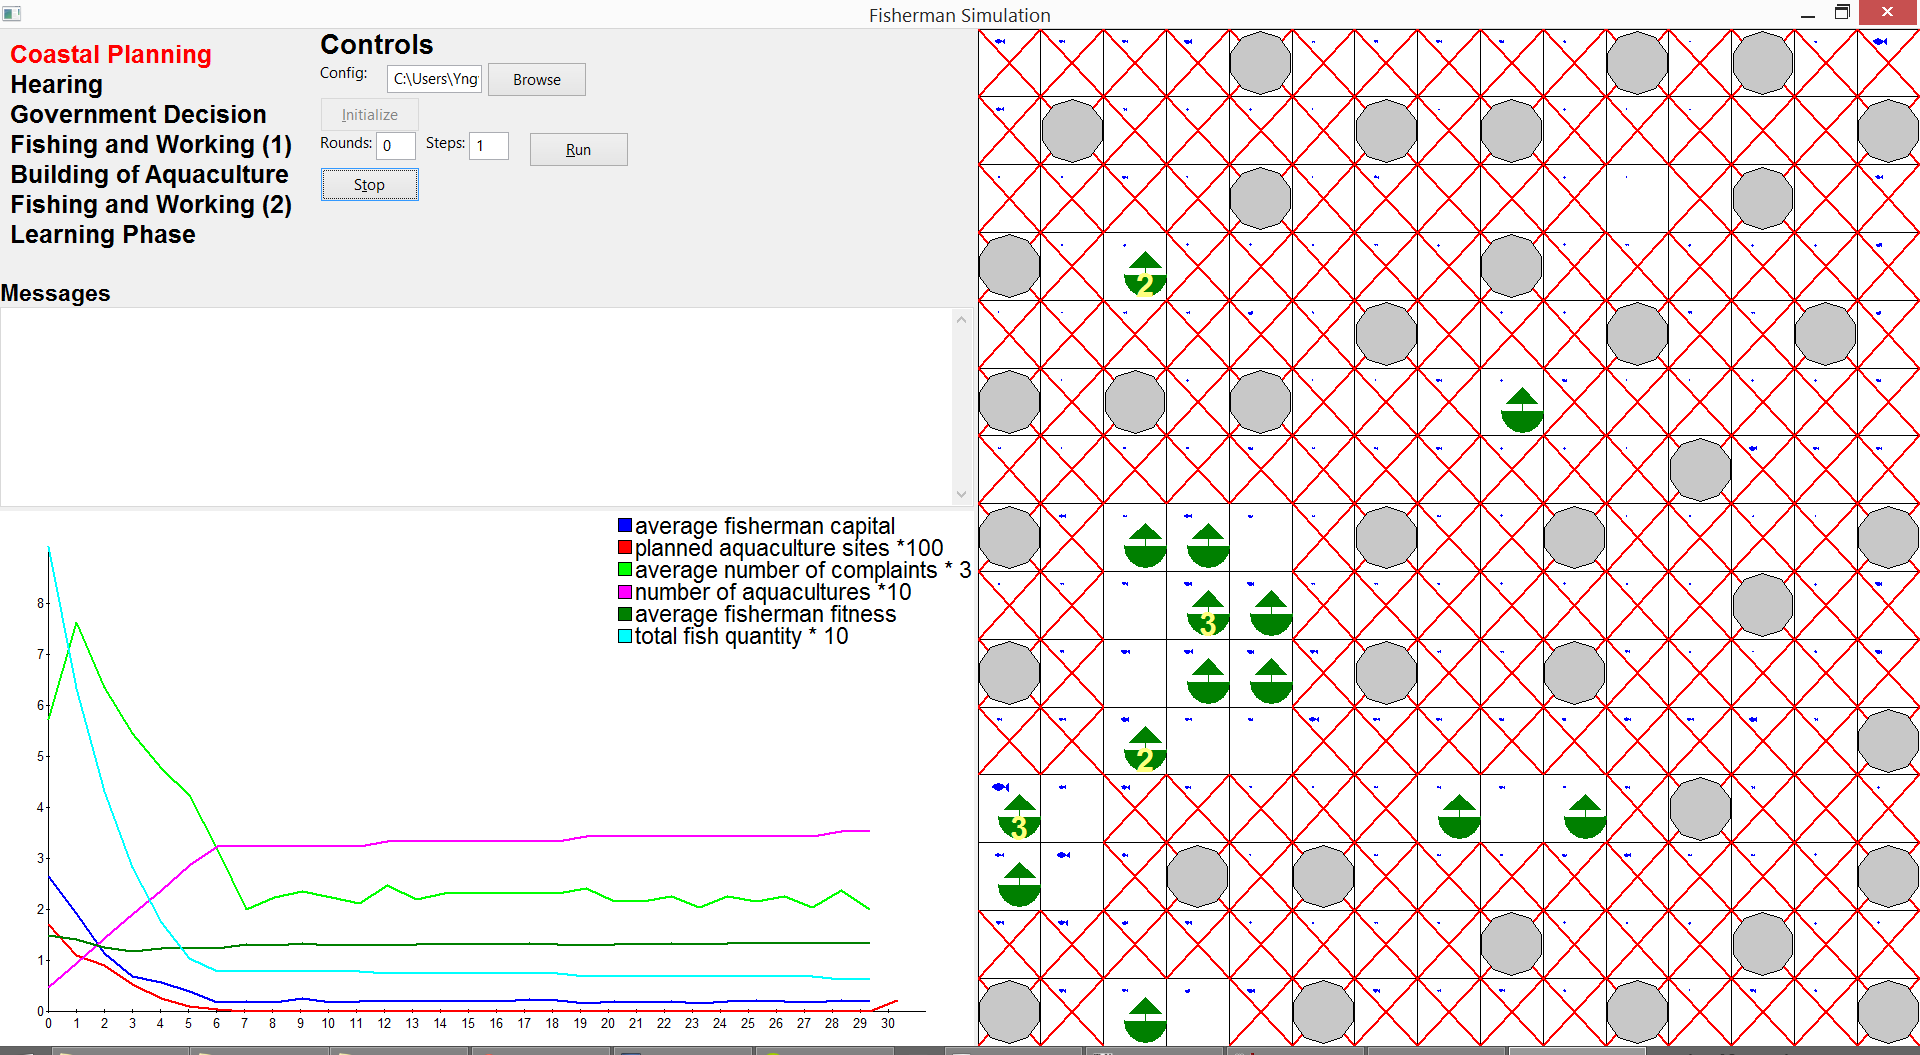 Fisherman Simulation
Coastal Planning
Hearing
Government Decision
Fishing and Working (1)
Building of Aquaculture
Fishing and Working (2)
Learning Phase
Controls
Config: C:\Users\Yng Browse
Initialize
Rounds: 0 Steps: 1 Run
Stop
Messages
average fisherman capital
planned aquaculture sites *100
average number of complaints * 3
number of aquacultures *10
average fisherman fitness
total fish quantity * 10
8
7
6
5
4
3
2
1
0
0 1 2 3 4 5 6 7 8 9 10 11 12 13 14 15 16 17 18 19 20 21 22 23 24 25 26 27 28 29 30
2
3
2
3